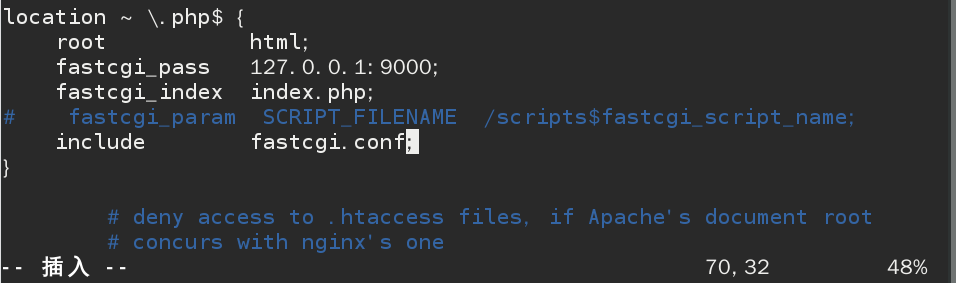 location ~ \.php$ {
    root           html;
    fastcgi_pass   127.0.0.1:9000;
    fastcgi_index  index.php;
#    fastcgi_param  SCRIPT_FILENAME  /scripts$fastcgi_script_name;
    include        fastcgi.conf;
}
        # deny access to .htaccess files, if Apache's document root
        # concurs with nginx's one
-- 插入 --                                            70,32         48%